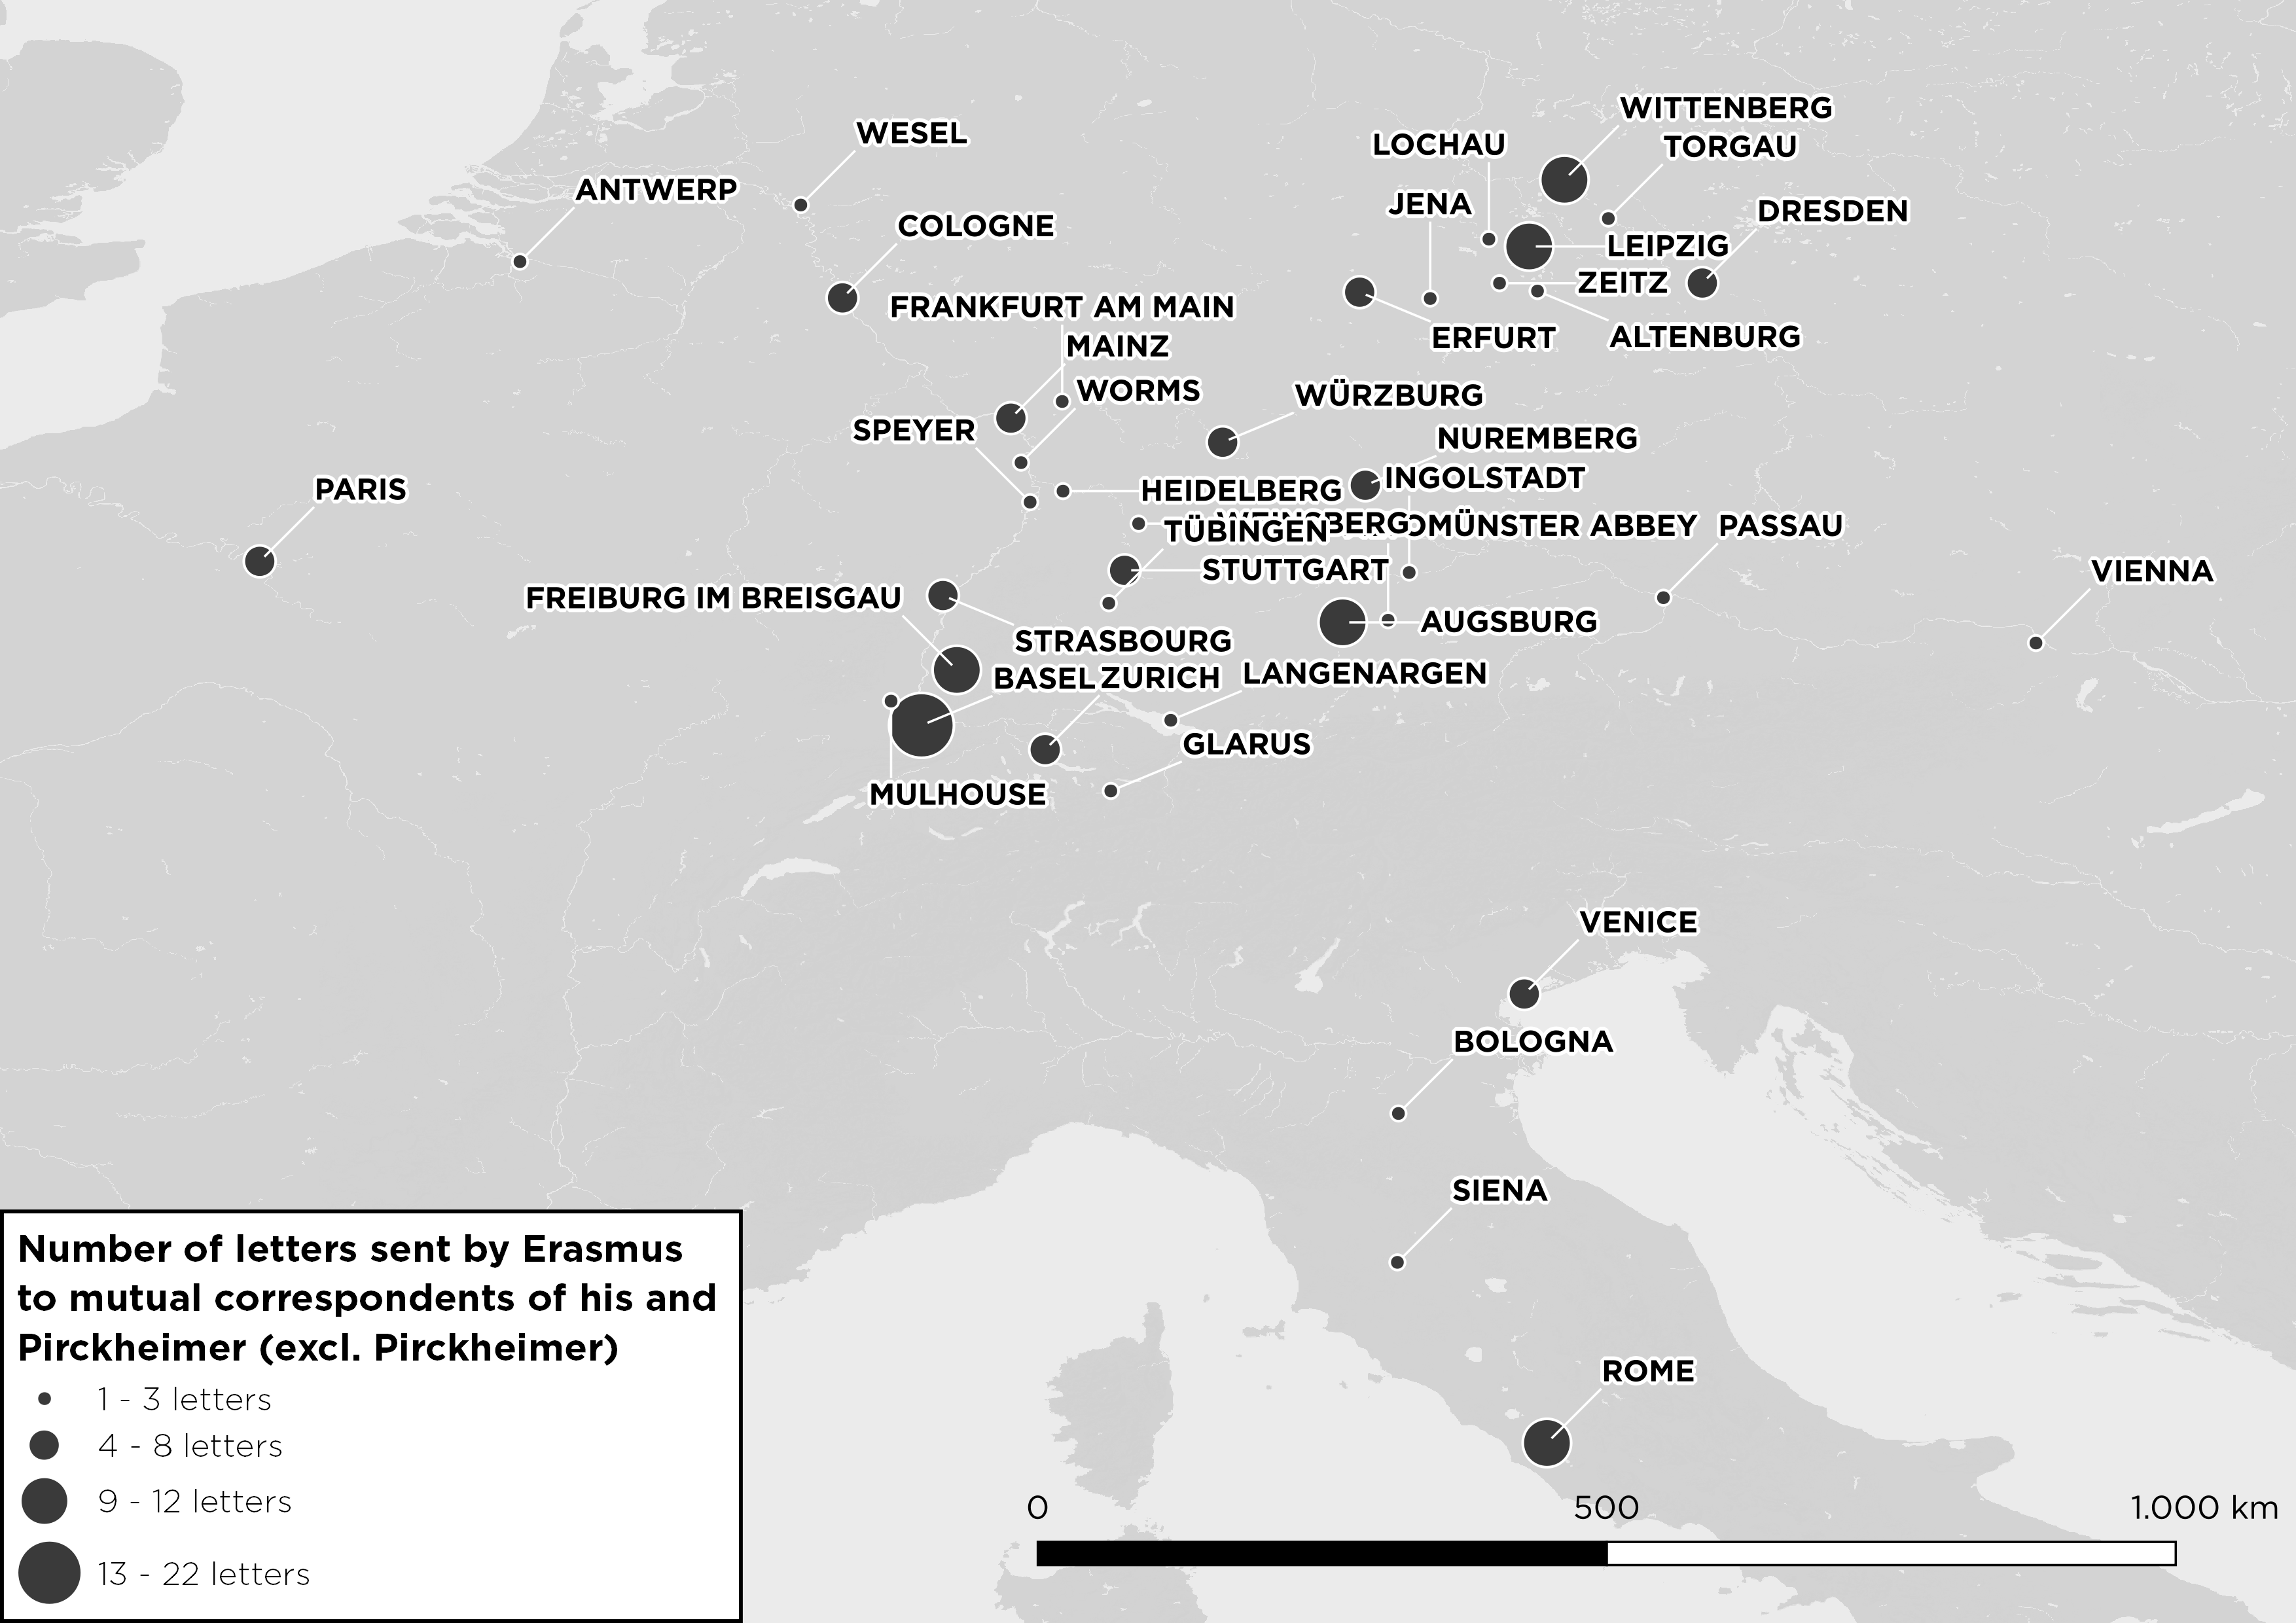 WITTENBERG
WESEL
LOCHAU
TORGAU
ANTWERP
JENA
DRESDEN
COLOGNE
LEIPZIG
ZEITZ
FRANKFURT AM MAIN
ERFURT
ALTENBURG
MAINZ
WORMS
WÜRZBURG
SPEYER
NUREMBERG
INGOLSTADT
PARIS
HEIDELBERG
MÜNSTER ABBEY
PASSAU
TÜBINGEN
STUTTGART
VIENNA
FREIBURG IM BREISGAU
AUGSBURG
STRASBOURG
BASEL
ZURICH
LANGENARGEN
GLARUS
MULHOUSE
VENICE
BOLOGNA
SIENA
ROME
Number of letters sent by Erasmus
to mutual correspondents of his and
Pirckheimer (excl. Pirckheimer)
1 - 3 letters
4 - 8 letters
9 - 12 letters
13 - 22 letters
0
500
1.000 km